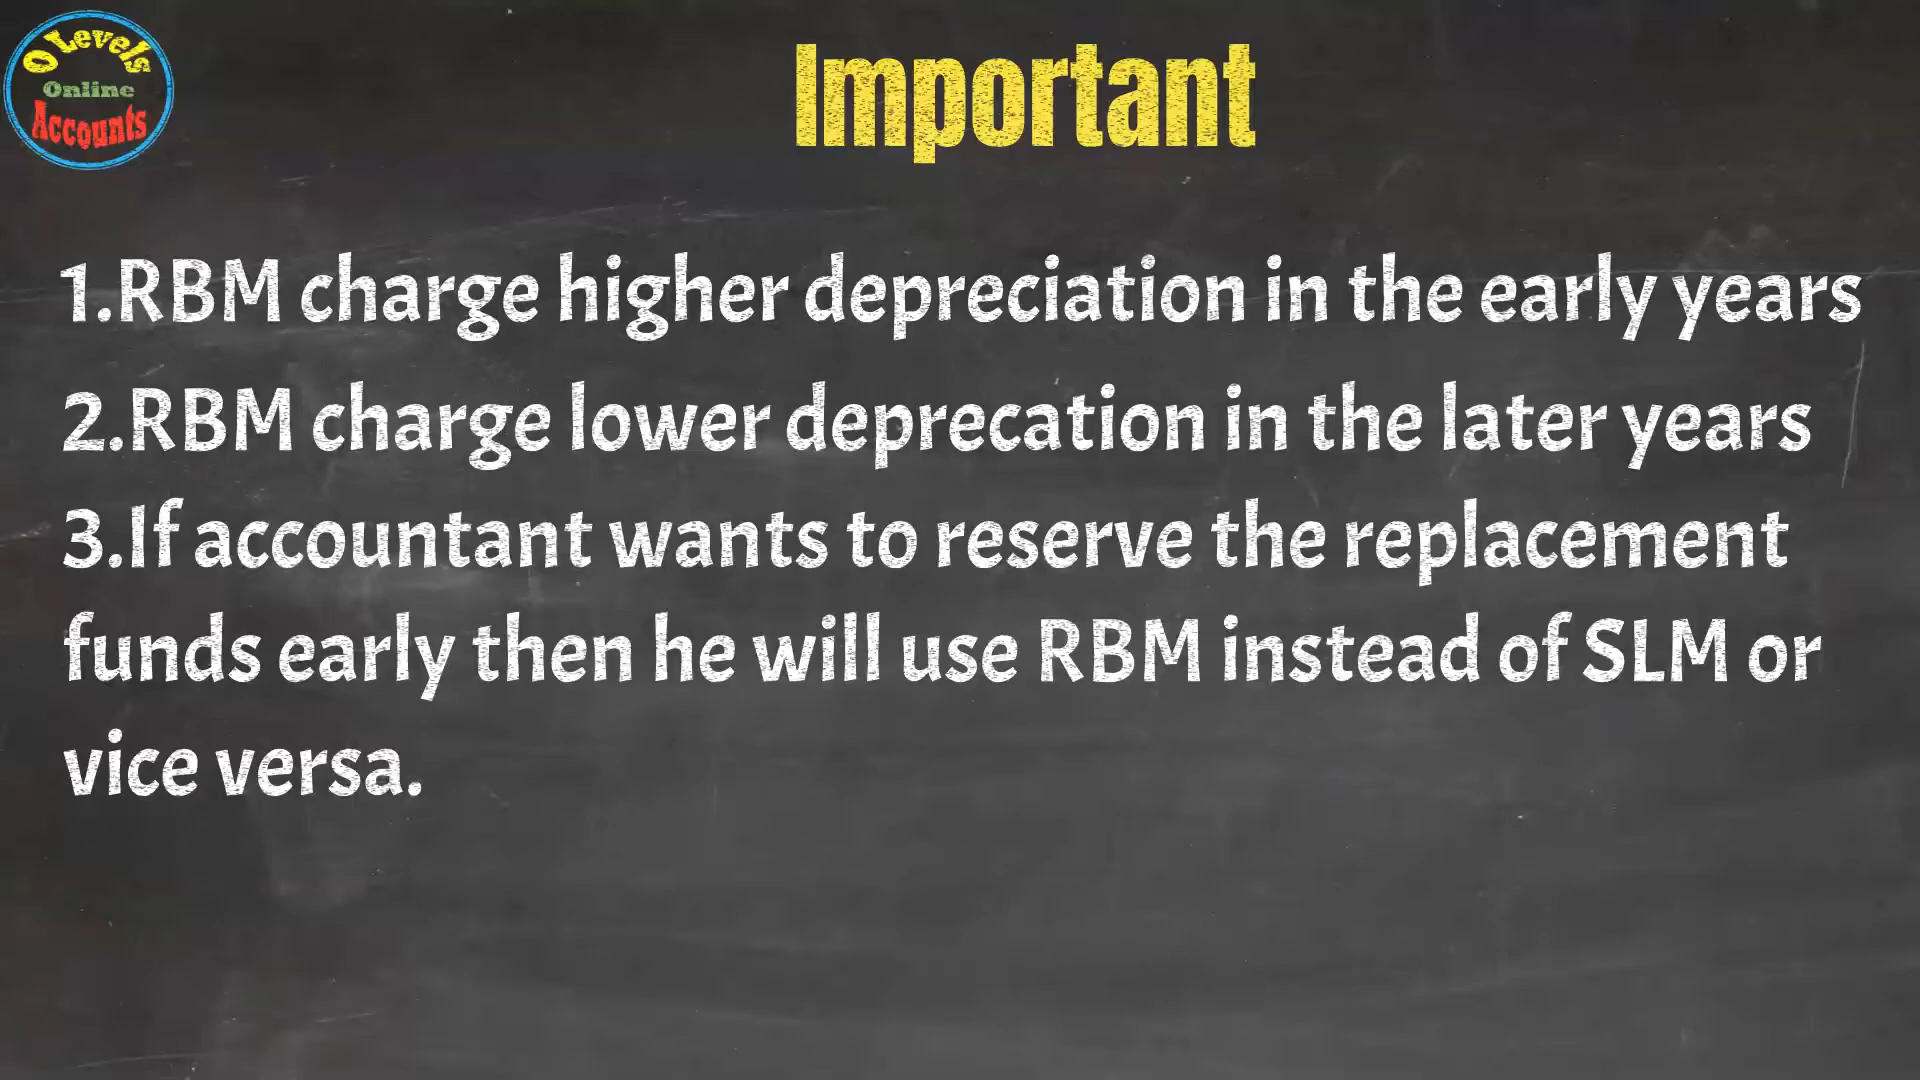 O Levels
Online
Accounts
Important
1.RBM charge higher depreciation in the early years
2.RBM charge lower deprecation in the later years
3.If accountant wants to reserve the replacement
funds early then he will use RBM instead of SLM or
vice versa.